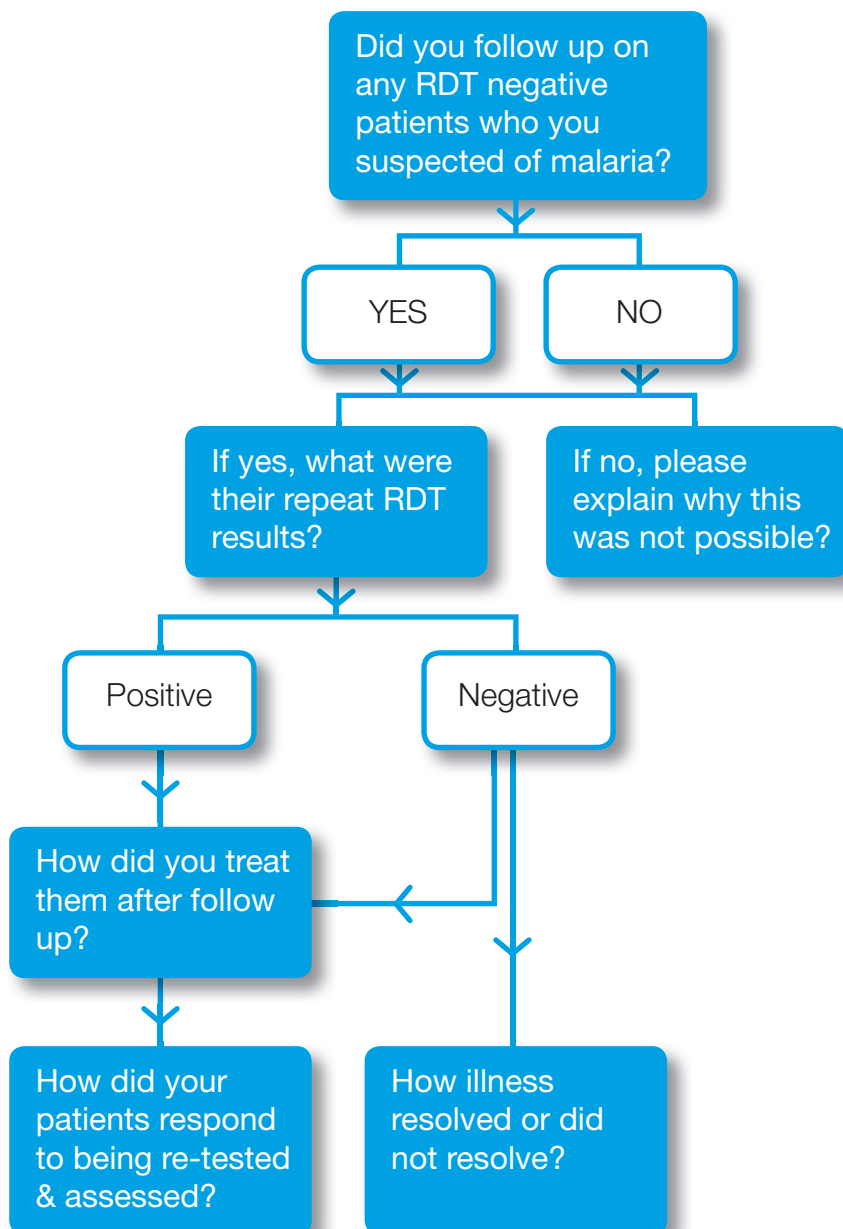 Did you follow up on
any RDT negative
patients who you
suspected of malaria?
YES
NO
If yes, what were
their repeat RDT
results?
If no, please
explain why this
was not possible?
Positive
Negative
How did you treat
them after follow
up?
How did your
patients respond
to being re-tested
& assessed?
How illness
resolved or did
not resolve?